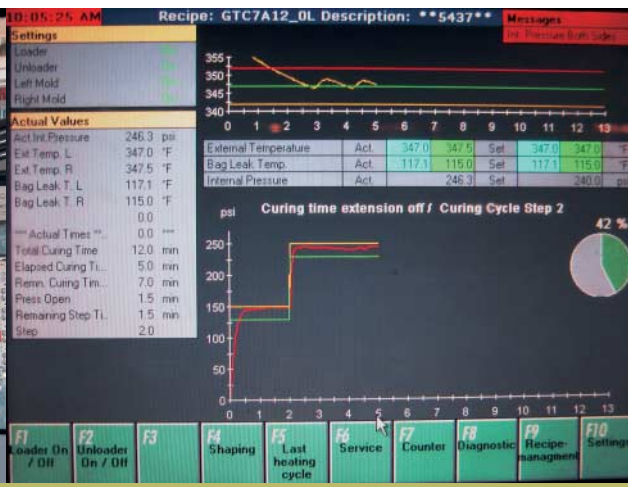 10:05:25 AM Recipe: GTC7A12_0L Description: **5437** Messages
Settings
Int. Pressure Both Sides
Loader
Unloader
Left Mold
Right Mold
355
350
345
340
0 1 2 3 4 5 6 7 8 9 10 11 12 13
Actual Values
Act.Int.Pressure 246.3 psi
Ext Temp. L 347.0 °F
Ext.Temp. R 347.5 °F
Bag Leak T. L 117.1 °F
Bag Leak T. R 115.0 °F
0.0
*** Actual Times **.. 0.0 ***
Total Curing Time 12.0 min
Elapsed Curing Ti... 5.0 min
Remn. Curing Tim... 7.0 min
Press Open 1.5 min
Remaining Step Ti.. 1.5 min
Step 2.0
External Temperature Act. 347.0 347.5 Set 347.0 347.0 °F
Bag Leak Temp. Act. 117.1 115.0 Set 117.1 115.0 °F
Internal Pressure Act. 246.3 Set 240.0 psi
psi Curing time extension off / Curing Cycle Step 2
42 %
250
200
150
100
50
0
0 1 2 3 4 5 6 7 8 9 10 11 12 13
F1 Loader On / Off
F2 Unloader On / Off
F3
F4 Shaping
F5 Last heating cycle
F6 Service
F7 Counter
F8 Diagnostic
F9 Recipe-managment
F10 Settings